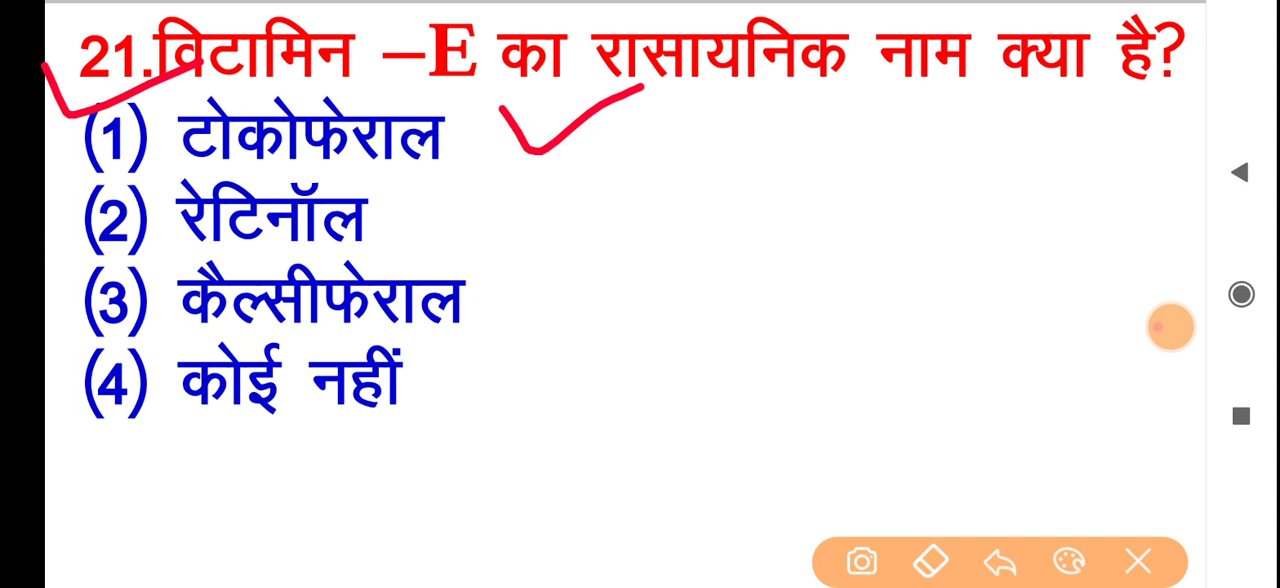 21.विटामिन –E का रासायनिक नाम क्या है?
(1) टोकोफेराल
(2) रेटिनॉल
(3) कैल्सीफेराल
(4) कोई नहीं